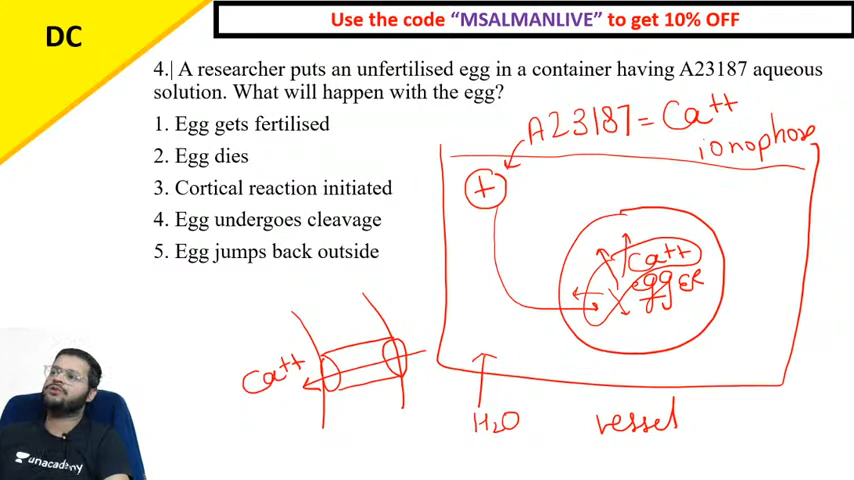 DC
Use the code “MSALMANLIVE” to get 10% OFF
4. A researcher puts an unfertilised egg in a container having A23187 aqueous
solution. What will happen with the egg?
1. Egg gets fertilised
2. Egg dies
3. Cortical reaction initiated
4. Egg undergoes cleavage
5. Egg jumps back outside
A23187 = Ca++
ionophose
+
Ca++
egg ER
Ca++
H2O
vessel
unacademy